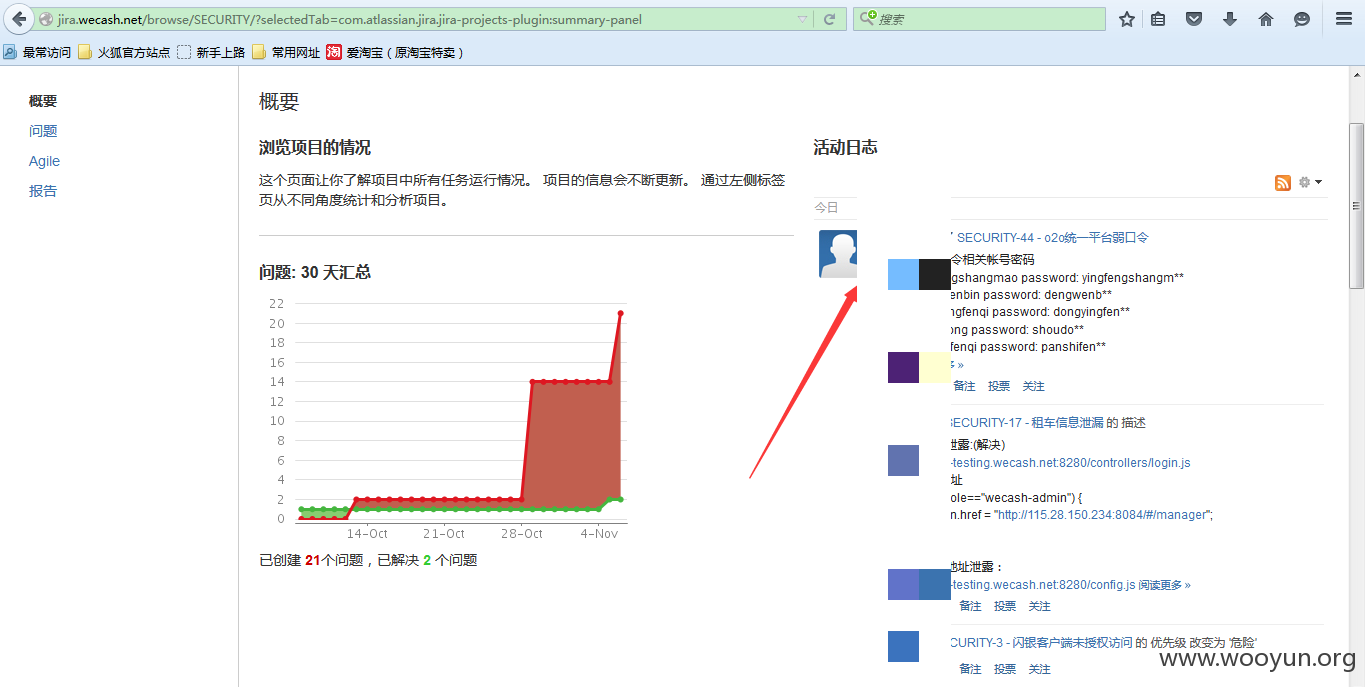 jira.wecash.net/browse/SECURITY/?selectedTab=com.atlassian.jira.jira-projects-plugin:summary-panel
搜索
最常访问 火狐官方站点 新手上路 常用网址 淘 爱淘宝（原淘宝特卖）
概要
问题
Agile
报告
概要
浏览项目的情况
这个页面让你了解项目中所有任务运行情况。 项目的信息会不断更新。 通过左侧标签
页从不同角度统计和分析项目。
问题: 30 天汇总
22
20
18
16
14
12
10
8
6
4
2
0
14-Oct 21-Oct 28-Oct 4-Nov
已创建 21个问题，已解决 2 个问题
活动日志
今日
SECURITY-44 - o2o统一平台弱口令
令相关帐号密码
gshangmao password: yingfengshangm**
enbin password: dengwenb**
ngfenqi password: dongyingfen**
ong password: shoudo**
fenqi password: panshifen**
»
备注 投票 关注
SECURITY-17 - 租车信息泄漏 的 描述
泄露:(解决)
-testing.wecash.net:8280/controllers/login.js
址
ole=="wecash-admin") {
n.href = "http://115.28.150.234:8084/#/manager";
地址泄露：
-testing.wecash.net:8280/config.js 阅读更多 »
备注 投票 关注
CURITY-3 - 闪银客户端未授权访问 的 优先级 改变为 '危险'
备注 投票 关注
www.wooyun.org